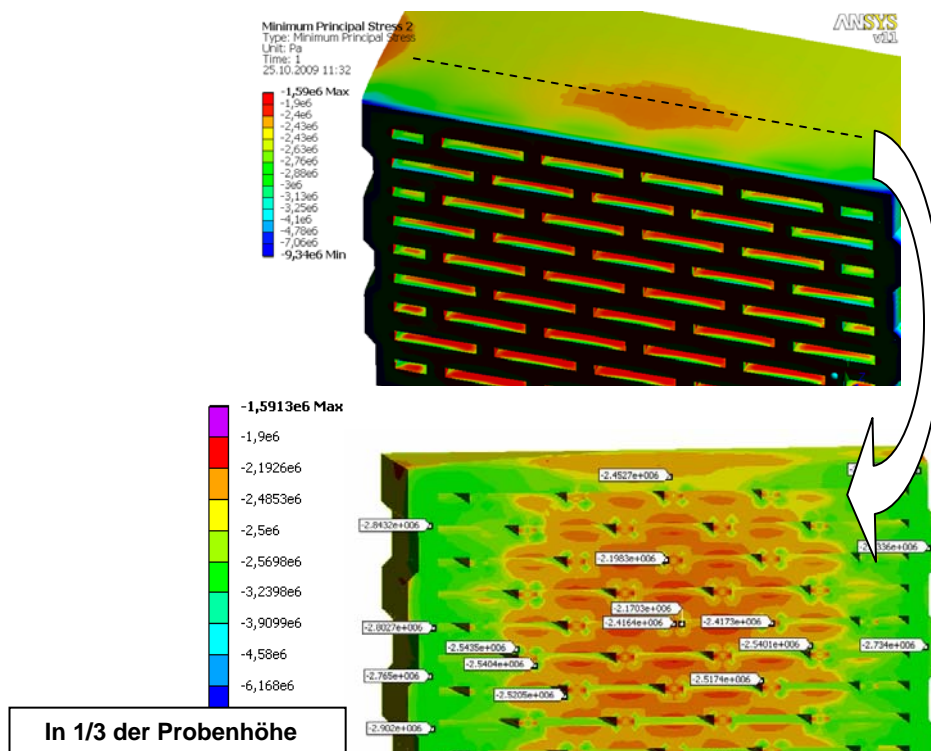 Minimum Principal Stress 2
Type: Minimum Principal Stress
Unit: Pa
Time: 1
25.10.2009 11:32
ANSYS
v11
-1,59e6 Max
-1,9e6
-2,4e6
-2,43e6
-2,43e6
-2,63e6
-2,76e6
-2,88e6
-3e6
-3,13e6
-3,25e6
-4,1e6
-4,78e6
-7,06e6
-9,34e6 Min
-1,5913e6 Max
-1,9e6
-2,1926e6
-2,4853e6
-2,5e6
-2,5698e6
-3,2398e6
-3,9099e6
-4,58e6
-6,168e6
-2.4527e+006
-2.8432e+006
-2.1983e+006
-2.1703e+006
-2.8027e+006
-2.4164e+006
-2.4173e+006
-2.5435e+006
-2.5401e+006
-2.734e+006
-2.5404e+006
-2.765e+006
-2.5174e+006
-2.5205e+006
-2.902e+006
In 1/3 der Probenhöhe